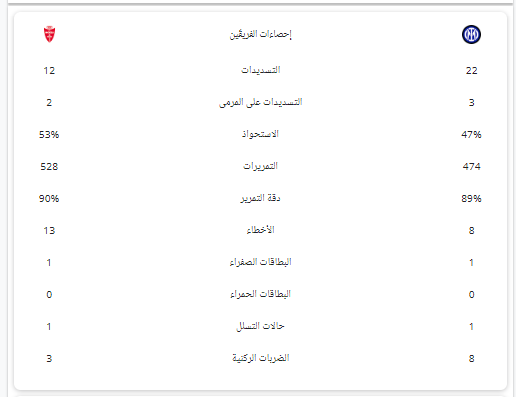 إحصاءات الفريقَين
22 التسديدات 12
3 التسديدات على المرمى 2
47% الاستحواذ 53%
474 التمريرات 528
89% دقة التمرير 90%
8 الأخطاء 13
1 البطاقات الصفراء 1
0 البطاقات الحمراء 0
1 حالات التسلل 1
8 الضربات الركنية 3